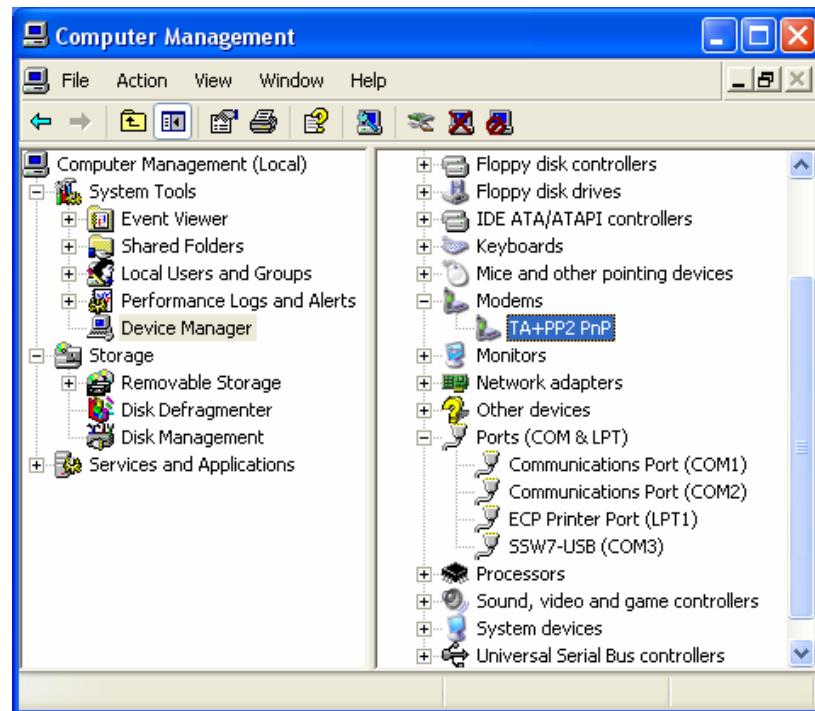 Computer Management
File Action View Window Help
Computer Management (Local)
System Tools
Event Viewer
Shared Folders
Local Users and Groups
Performance Logs and Alerts
Device Manager
Storage
Removable Storage
Disk Defragmenter
Disk Management
Services and Applications
Floppy disk controllers
Floppy disk drives
IDE ATA/ATAPI controllers
Keyboards
Mice and other pointing devices
Modems
TA+PP2 PnP
Monitors
Network adapters
Other devices
Ports (COM & LPT)
Communications Port (COM1)
Communications Port (COM2)
ECP Printer Port (LPT1)
SSW7-USB (COM3)
Processors
Sound, video and game controllers
System devices
Universal Serial Bus controllers